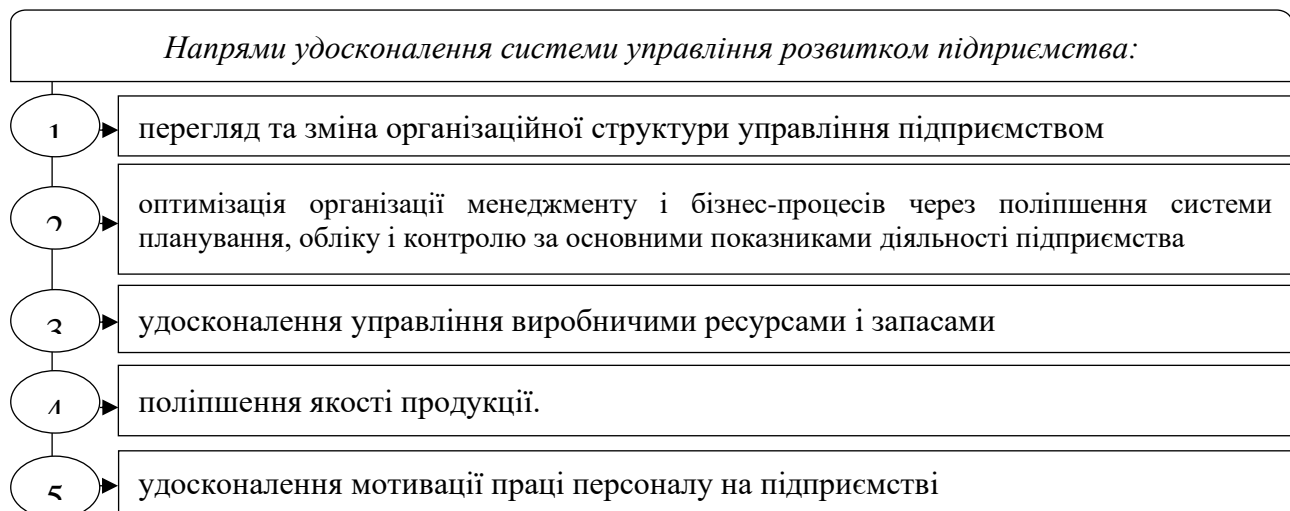 Напрями удосконалення системи управління розвитком підприємства:
1 перегляд та зміна організаційної структури управління підприємством
2 оптимізація організації менеджменту і бізнес-процесів через поліпшення системи
планування, обліку і контролю за основними показниками діяльності підприємства
3 удосконалення управління виробничими ресурсами і запасами
4 поліпшення якості продукції.
5 удосконалення мотивації праці персоналу на підприємстві